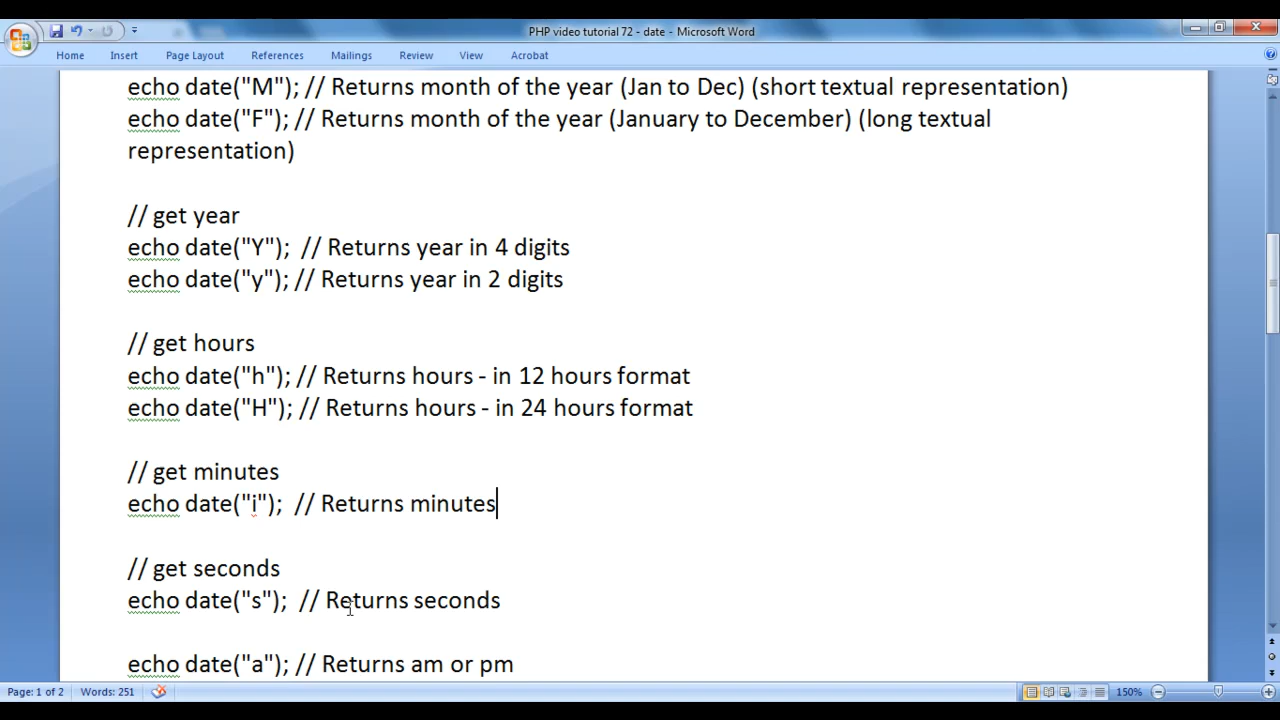 PHP video tutorial 72 - date - Microsoft Word
Home Insert Page Layout References Mailings Review View Acrobat
echo date("M"); // Returns month of the year (Jan to Dec) (short textual representation)
echo date("F"); // Returns month of the year (January to December) (long textual
representation)
// get year
echo date("Y");  // Returns year in 4 digits
echo date("y"); // Returns year in 2 digits
// get hours
echo date("h"); // Returns hours - in 12 hours format
echo date("H"); // Returns hours - in 24 hours format
// get minutes
echo date("i");  // Returns minutes
// get seconds
echo date("s");  // Returns seconds
echo date("a"); // Returns am or pm
Page: 1 of 2 Words: 251 150%